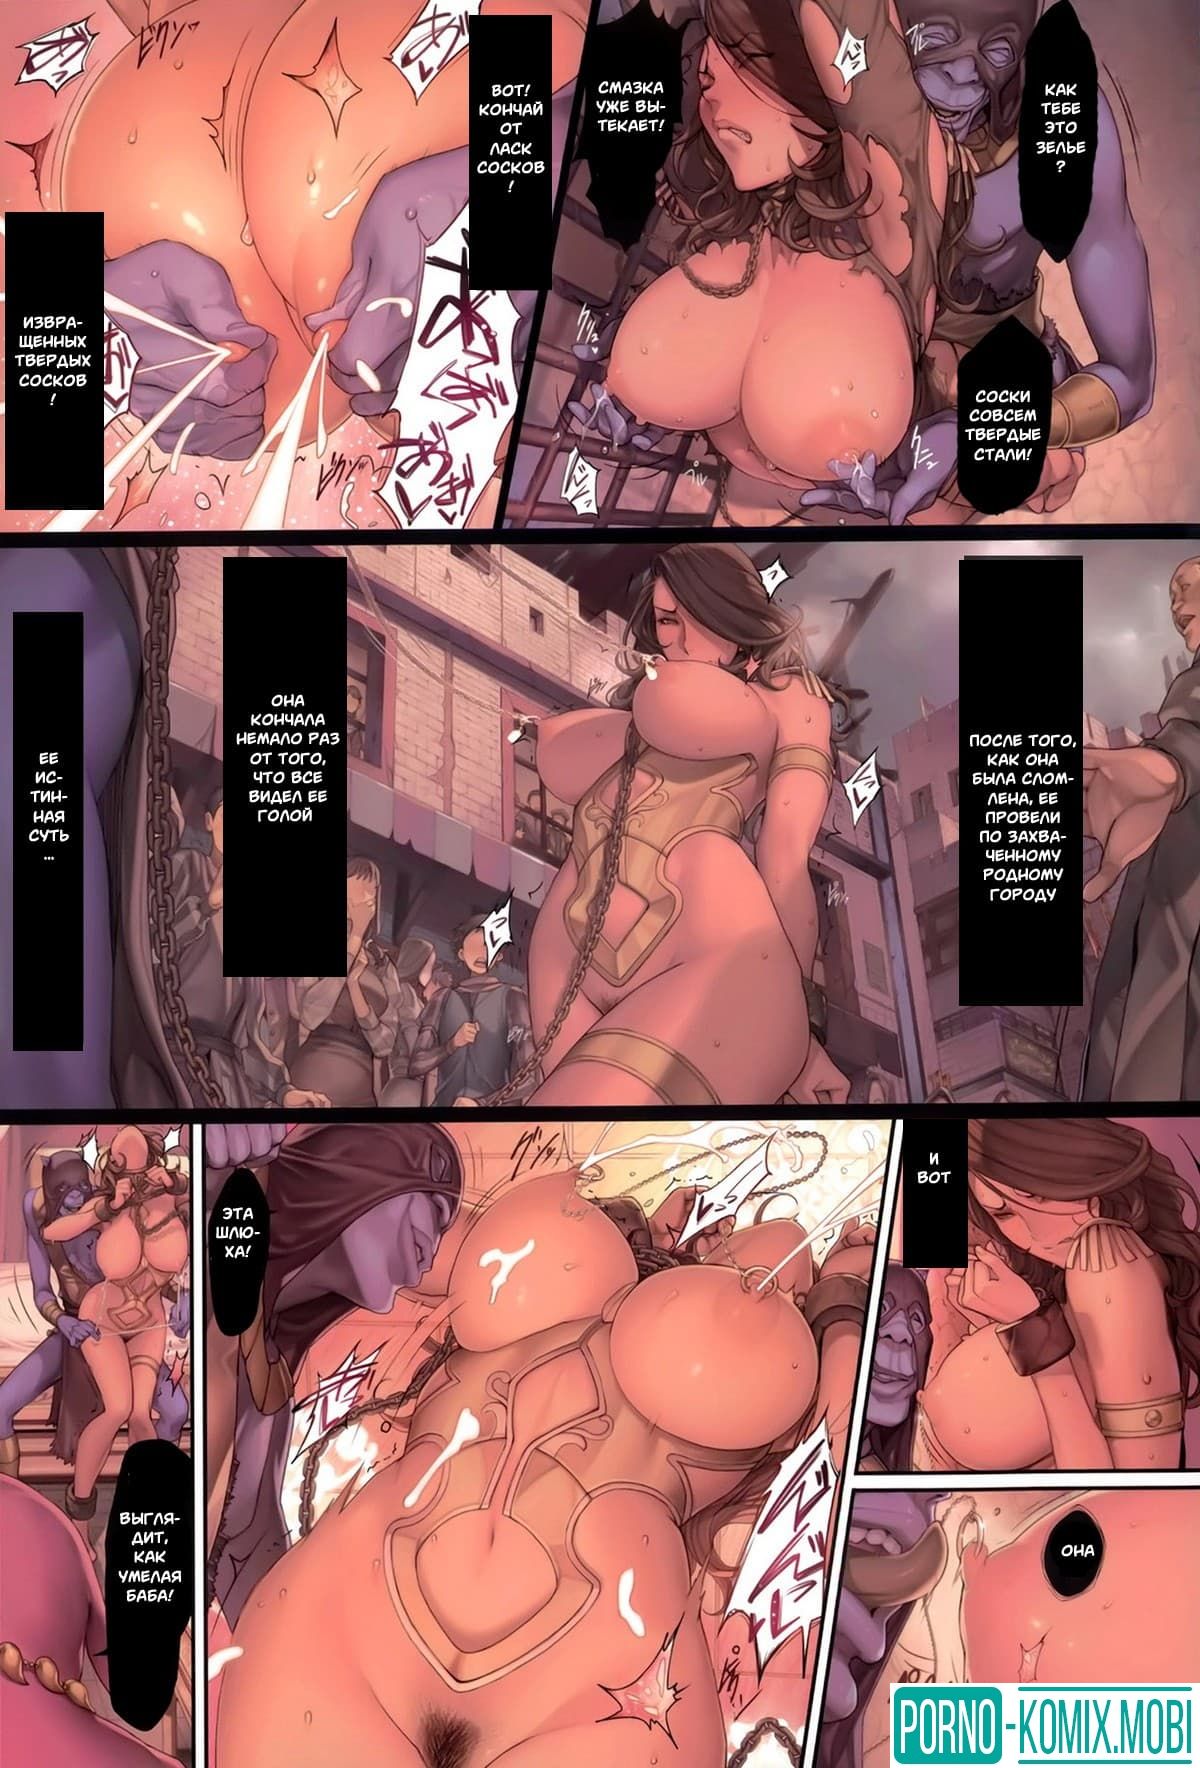 КАК
ТЕБЕ
ЭТО
ЗЕЛЬЕ
?
СМАЗКА
УЖЕ ВЫ-
ТЕКАЕТ!
СОСКИ
СОВСЕМ
ТВЕРДЫЕ
СТАЛИ!
ВОТ!
КОНЧАЙ
ОТ
ЛАСК
СОСКОВ
!
ИЗВРА-
ЩЕННЫХ
ТВЕРДЫХ
СОСКОВ
!
ПОСЛЕ ТОГО,
КАК ОНА
БЫЛА СЛОМ-
ЛЕНА, ЕЕ
ПРОВЕЛИ
ПО ЗАХВА-
ЧЕННОМУ
РОДНОМУ
ГОРОДУ
ОНА
КОНЧАЛА
НЕМАЛО РАЗ
ОТ ТОГО,
ЧТО ВСЕ
ВИДЕЛ ЕЕ
ГОЛОЙ
ЕЕ ИС-
ТИН-
НАЯ
СУТЬ
...
И
ВОТ
ОНА
ЭТА
ШЛЮ-
ХА!
ВЫГЛЯ-
ДИТ,
КАК
УМЕЛАЯ
БАБА!
PORNO-KOMIX.MOBI